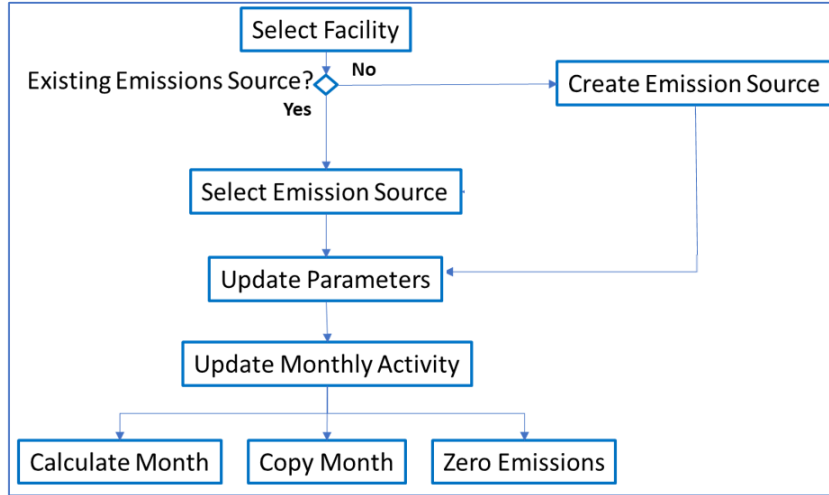 Select Facility
Existing Emissions Source?
No
Create Emission Source
Yes
Select Emission Source
Update Parameters
Update Monthly Activity
Calculate Month
Copy Month
Zero Emissions